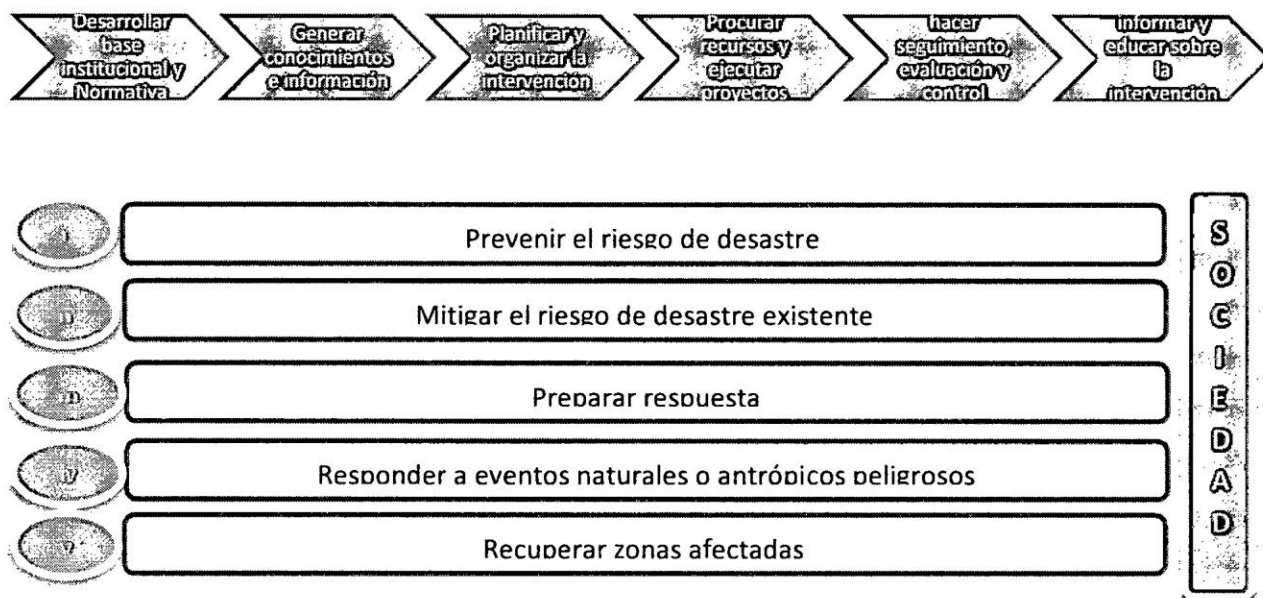 Desarrollar
base
institucional y
Normativa
Generar
conocimientos
e información
Planificar y
organizar la
intervención
Procurar
recursos y
ejecutar
proyectos
hacer
seguimiento,
evaluación y
control
informar y
educar sobre
la
intervención
Prevenir el riesgo de desastre
Mitigar el riesgo de desastre existente
Preparar respuesta
Responder a eventos naturales o antrópicos peligrosos
Recuperar zonas afectadas
SOCIEDAD